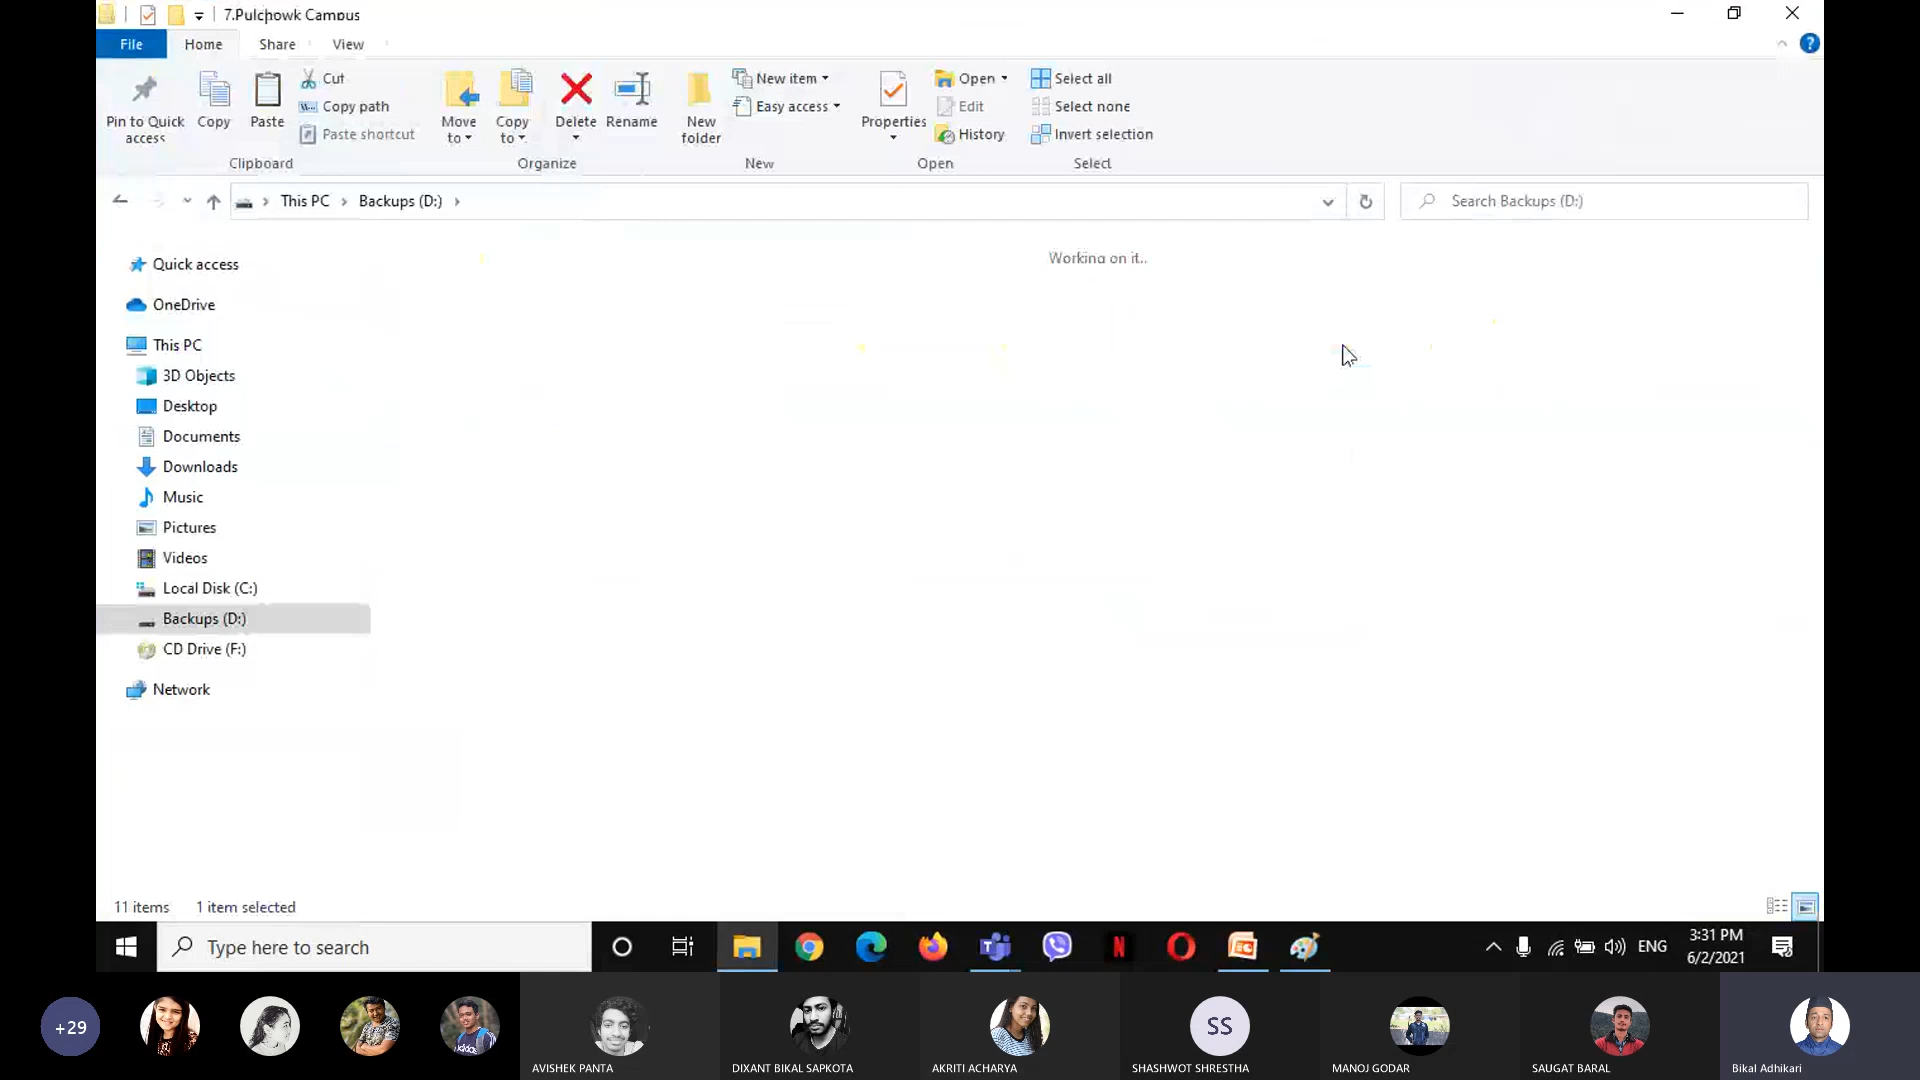 7.Pulchowk Campus
File
Home
Share
View
Pin to Quick access
Copy
Paste
Cut
Copy path
Paste shortcut
Clipboard
Move to
Copy to
Delete
Rename
Organize
New folder
New item
Easy access
New
Properties
Open
Edit
History
Open
Select all
Select none
Invert selection
Select
This PC
Backups (D:)
Search Backups (D:)
Working on it..
Quick access
OneDrive
This PC
3D Objects
Desktop
Documents
Downloads
Music
Pictures
Videos
Local Disk (C:)
Backups (D:)
CD Drive (F:)
Network
11 items
1 item selected
Type here to search
N
ENG
3:31 PM
6/2/2021
+29
adidas
SS
AVISHEK PANTA
DIXANT BIKAL SAPKOTA
AKRITI ACHARYA
SHASHWOT SHRESTHA
MANOJ GODAR
SAUGAT BARAL
Bikal Adhikari